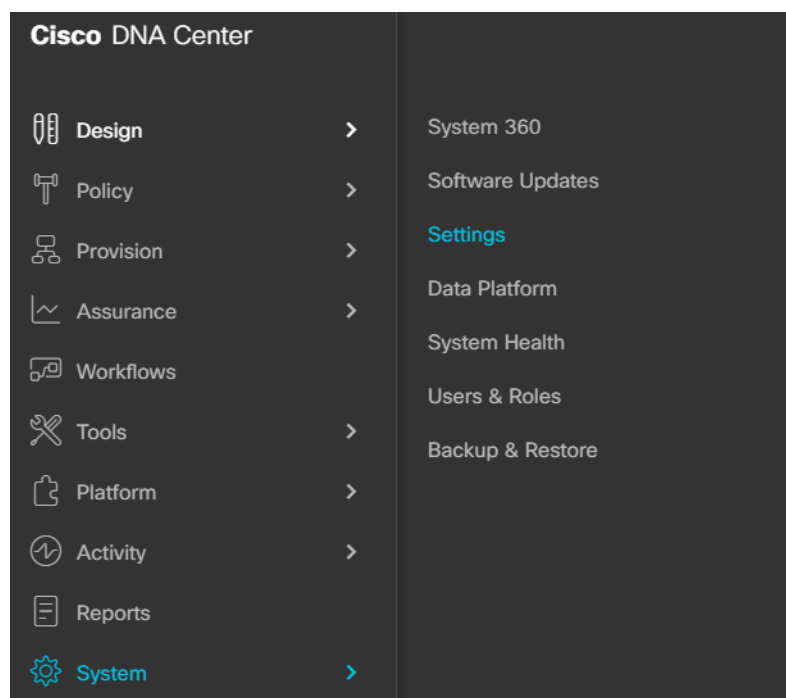 Cisco DNA Center
Design
Policy
Provision
Assurance
Workflows
Tools
Platform
Activity
Reports
System
System 360
Software Updates
Settings
Data Platform
System Health
Users & Roles
Backup & Restore